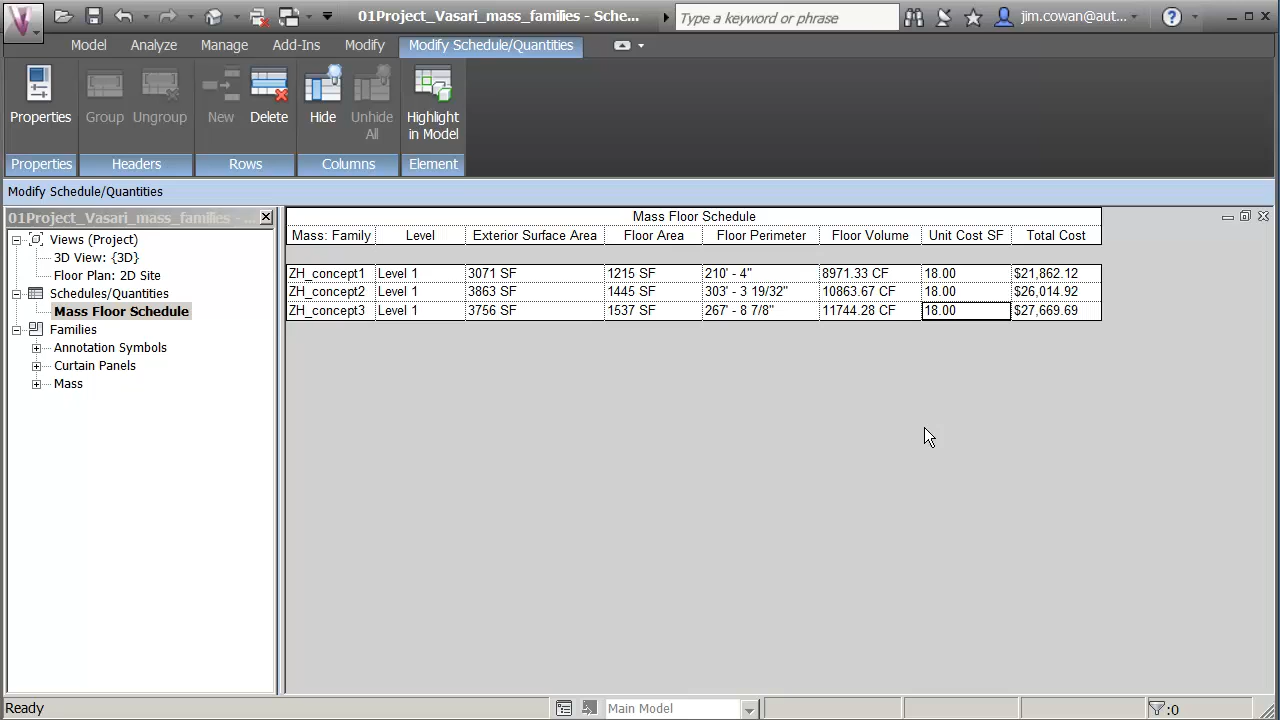 01Project_Vasari_mass_families - Sche...
Type a keyword or phrase
jim.cowan@aut...
Model Analyze Manage Add-Ins Modify Modify Schedule/Quantities
Properties Group Ungroup New Delete Hide Unhide All Highlight in Model
Properties Headers Rows Columns Element
Modify Schedule/Quantities
01Project_Vasari_mass_families - ...
Views (Project)
3D View: {3D}
Floor Plan: 2D Site
Schedules/Quantities
Mass Floor Schedule
Families
Annotation Symbols
Curtain Panels
Mass
Mass Floor Schedule
Mass: Family Level Exterior Surface Area Floor Area Floor Perimeter Floor Volume Unit Cost SF Total Cost
ZH_concept1 Level 1 3071 SF 1215 SF 210' - 4" 8971.33 CF 18.00 $21,862.12
ZH_concept2 Level 1 3863 SF 1445 SF 303' - 3 19/32" 10863.67 CF 18.00 $26,014.92
ZH_concept3 Level 1 3756 SF 1537 SF 267' - 8 7/8" 11744.28 CF 18.00 $27,669.69
Ready
Main Model
:0